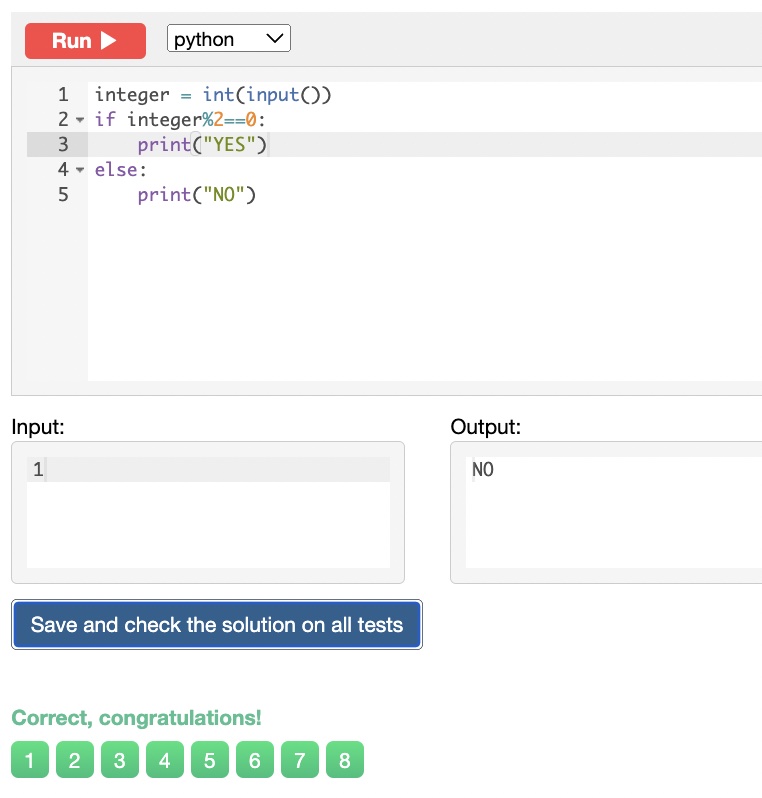 Run python
1 integer = int(input())
2 if integer%2==0:
3     print("YES")
4 else:
5     print("NO")
Input: Output:
1 NO
Save and check the solution on all tests
Correct, congratulations!
1 2 3 4 5 6 7 8